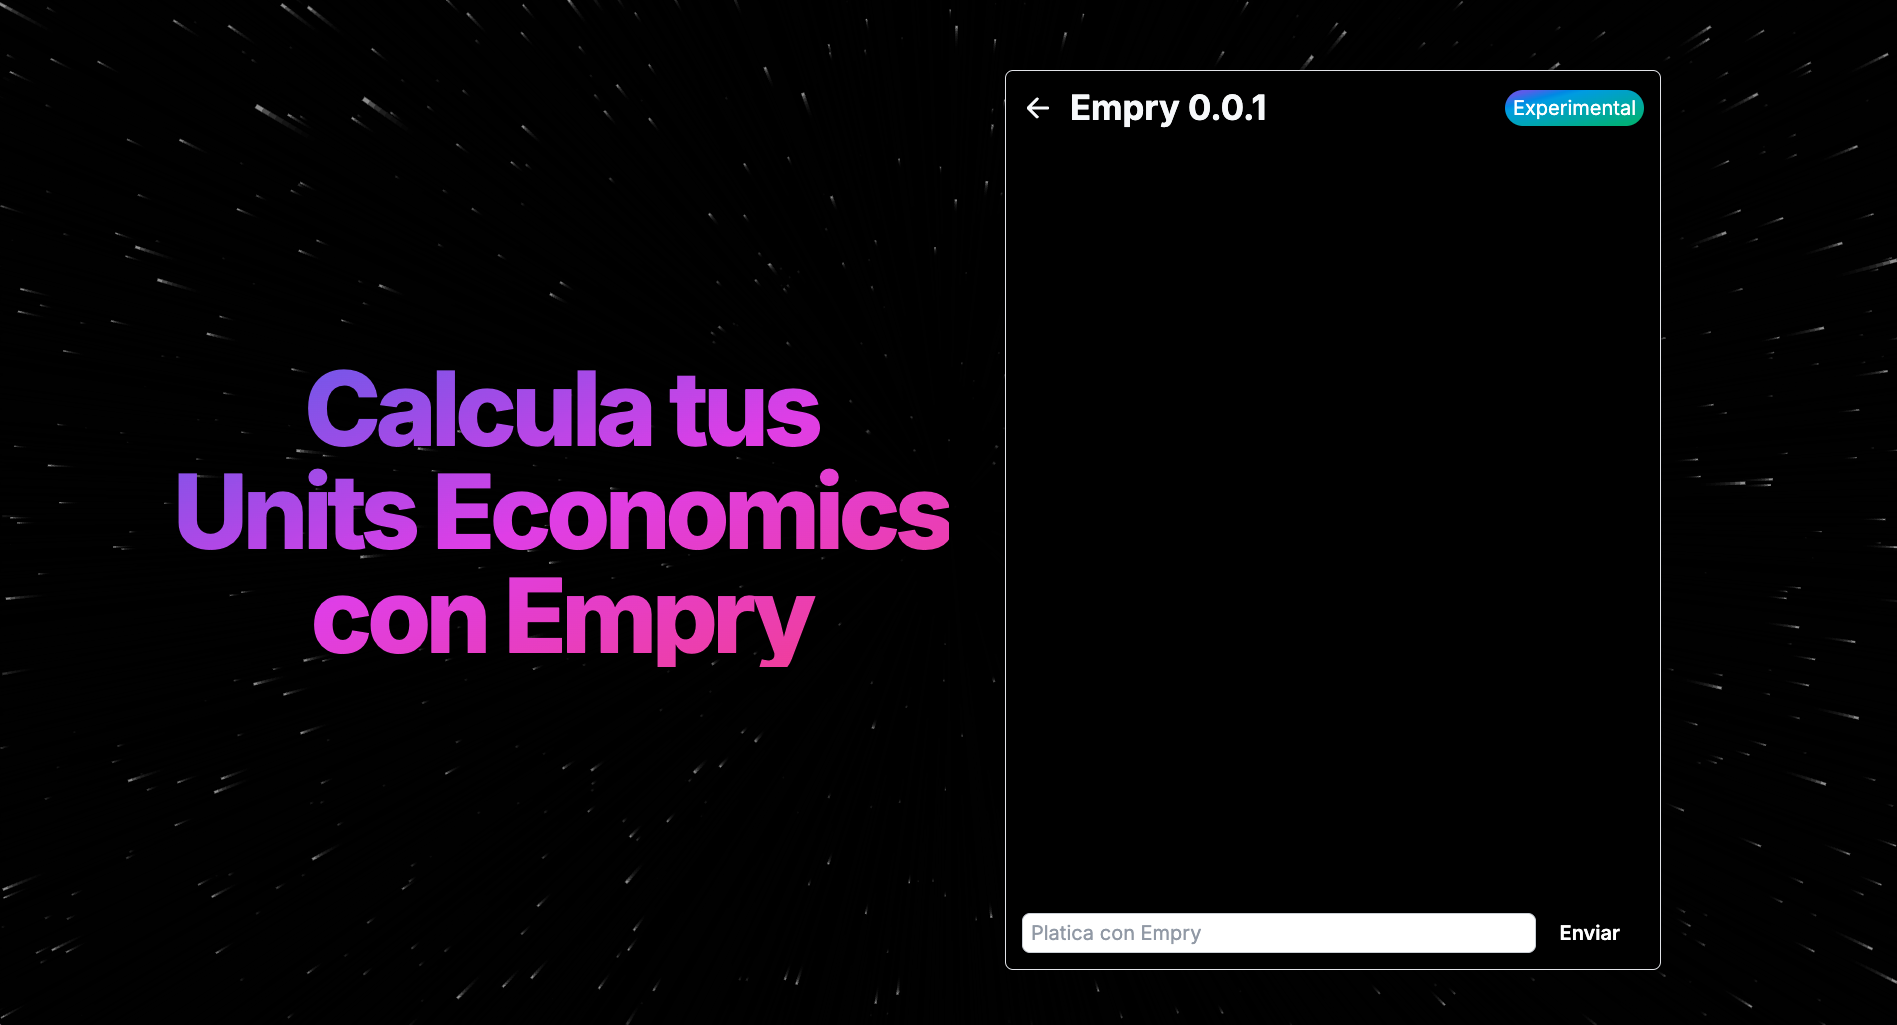 Calcula tus
Units Economics
con Empry
Empry 0.0.1
Experimental
Platica con Empry
Enviar